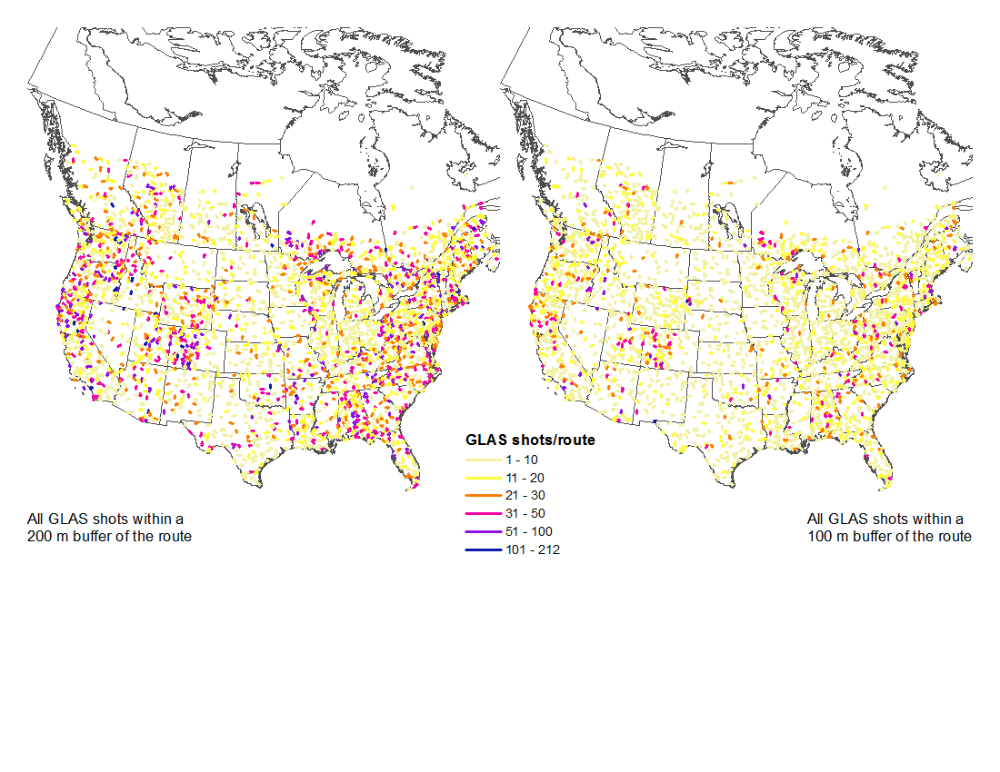 GLAS shots/route
1 - 10
11 - 20
21 - 30
31 - 50
51 - 100
101 - 212
All GLAS shots within a
200 m buffer of the route
All GLAS shots within a
100 m buffer of the route